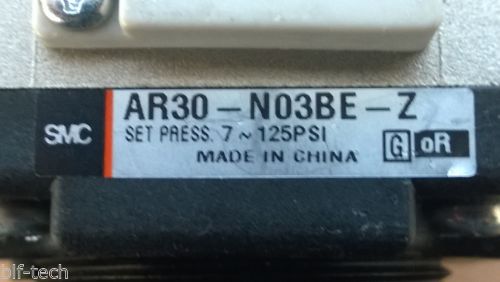 SMC
AR30-N03BE-Z
SET PRESS. 7~125PSI
MADE IN CHINA
G oR
blf-tech